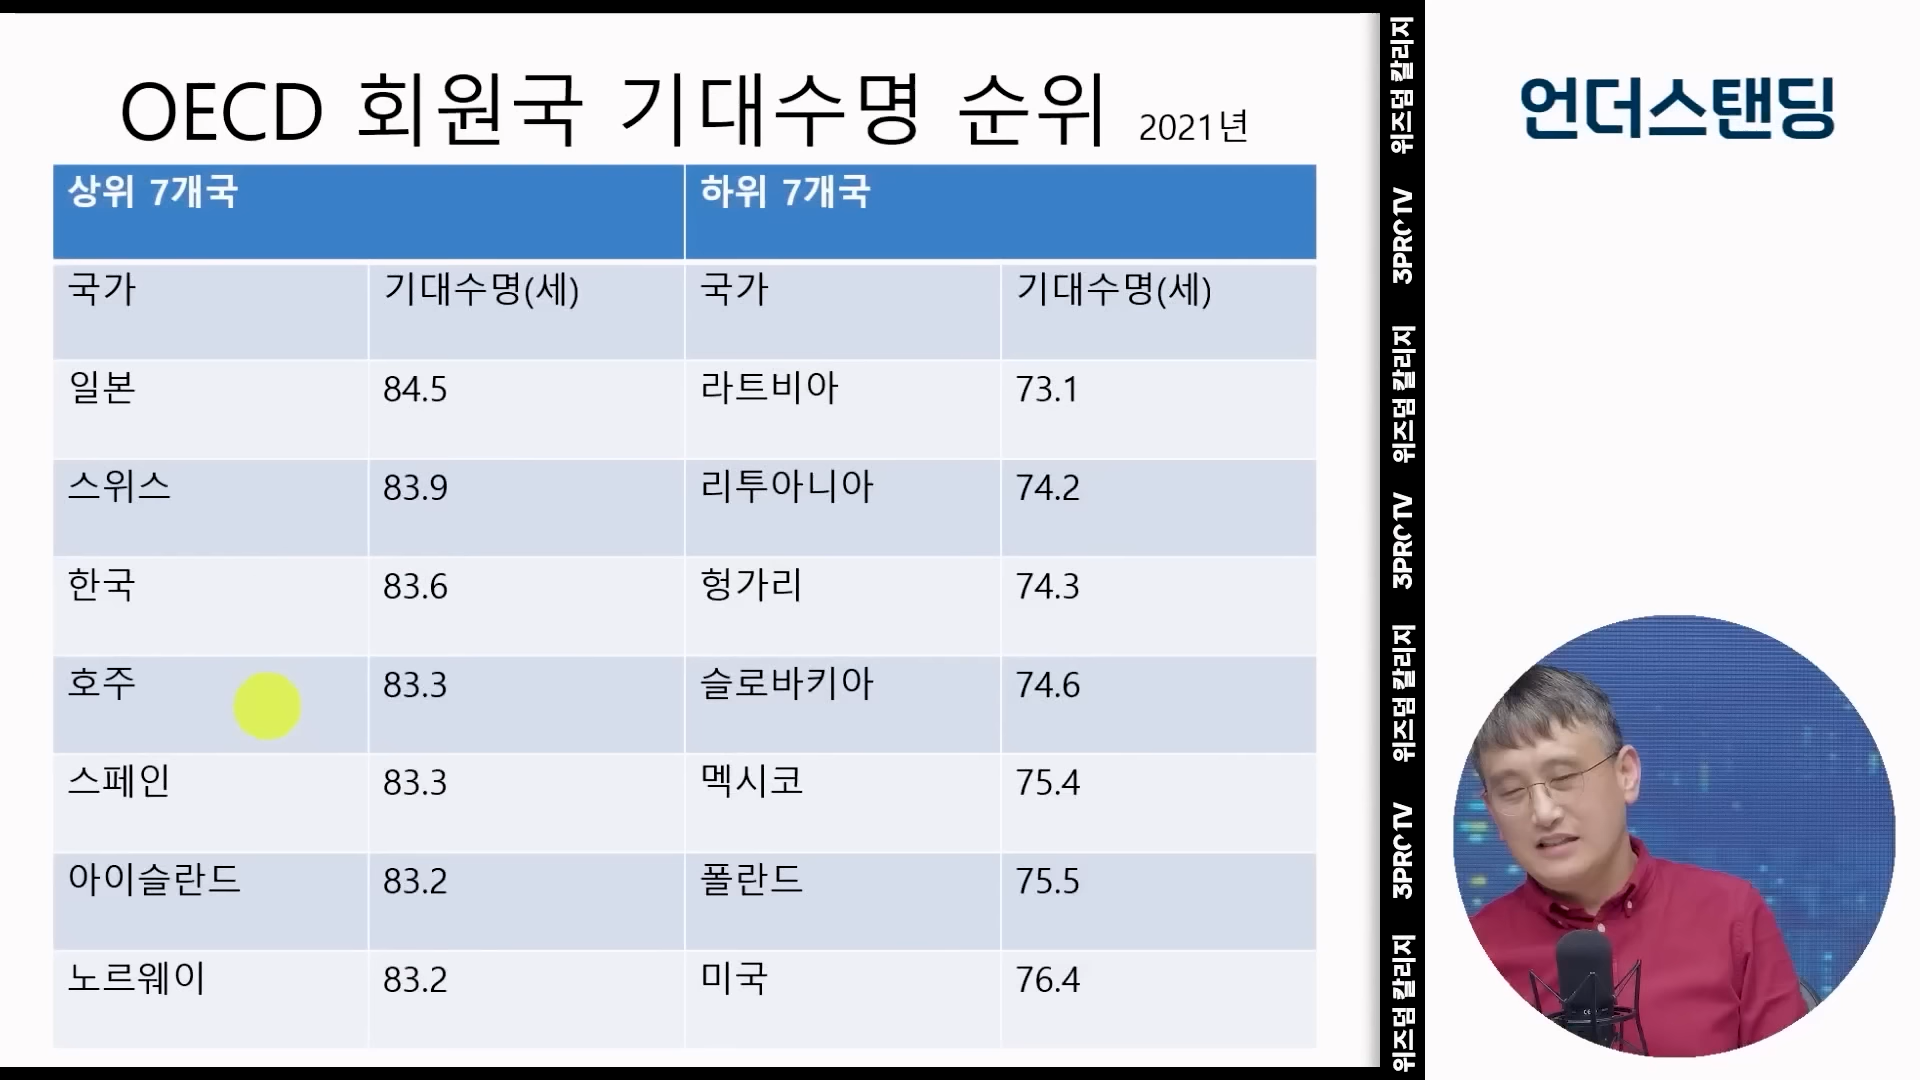 OECD 회원국 기대수명 순위 2021년
상위 7개국 하위 7개국
국가 기대수명(세) 국가 기대수명(세)
일본 84.5 라트비아 73.1
스위스 83.9 리투아니아 74.2
한국 83.6 헝가리 74.3
호주 83.3 슬로바키아 74.6
스페인 83.3 멕시코 75.4
아이슬란드 83.2 폴란드 75.5
노르웨이 83.2 미국 76.4
위즈덤 칼리지
3PROTV
위즈덤 칼리지
3PROTV
위즈덤 칼리지
3PROTV
위즈덤 칼리지
언더스탠딩